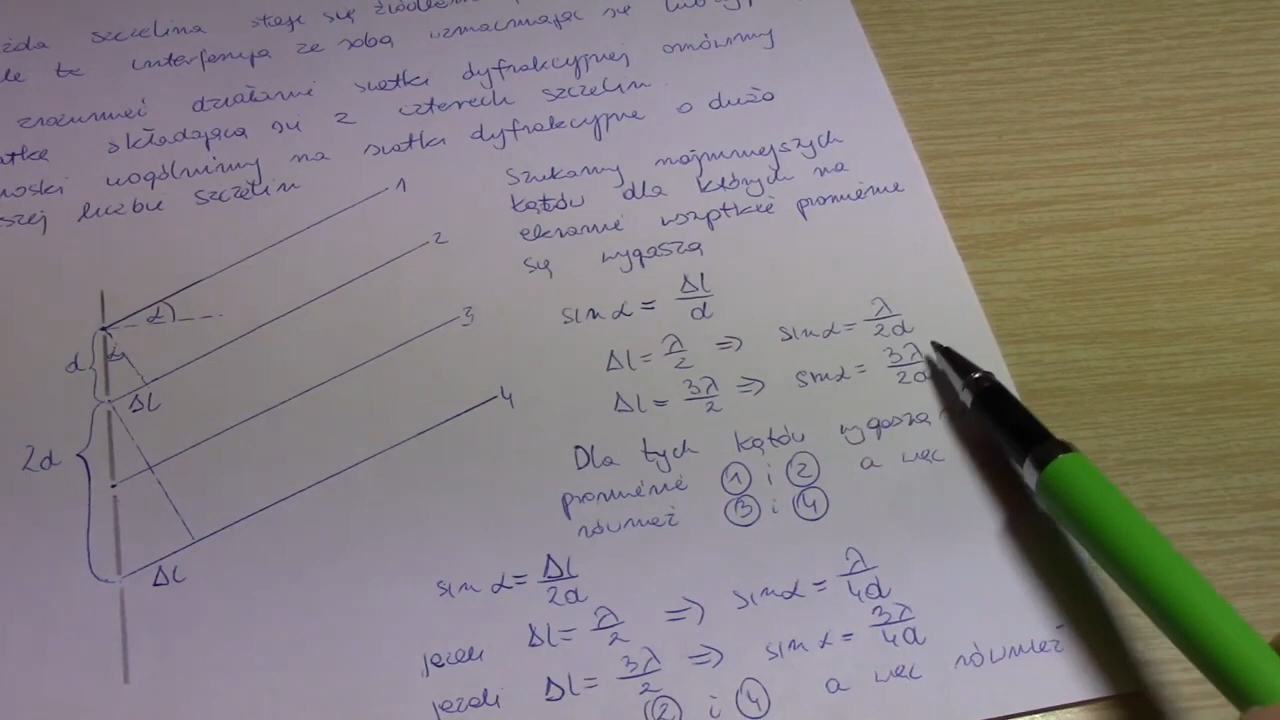 szczelina staje się źródłem
te interferują ze sobą wzmacniając się lub
zrozumieć działanie siatki dyfrakcyjnej omówimy
składającą się z czterech szczelin
uogólnimy na siatki dyfrakcyjne o dużo
liczbie szczelin
Szukamy najmniejszych
kątów dla których na
ekranie wszystkie promienie
się wygaszą
1
2
3
4
α
α
d
Δl
2d
Δl
sin α = Δl/d
Δl = λ/2 => sin α = λ/2d
Δl = 3λ/2 => sin α = 3λ/2d
Dla tych kątów wygaszą
promienie ① i ② a więc
również ③ i ④
sin α = Δl/2d
jeżeli Δl = λ/2 => sin α = λ/4d
jeżeli Δl = 3λ/2 => sin α = 3λ/4d
② i ④ a więc również